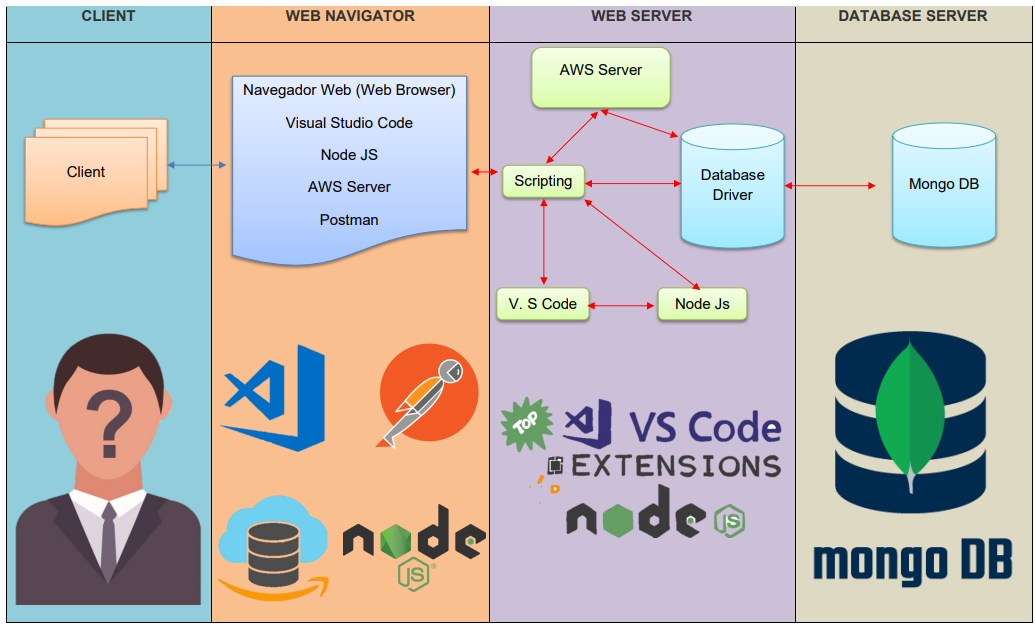 CLIENT
WEB NAVIGATOR
WEB SERVER
DATABASE SERVER
Client
Navegador Web (Web Browser)
Visual Studio Code
Node JS
AWS Server
Postman
AWS Server
Scripting
Database
Driver
V. S Code
Node Js
Mongo DB
?
node
JS
TOP
VS Code
EXTENSIONS
node
JS
mongo DB